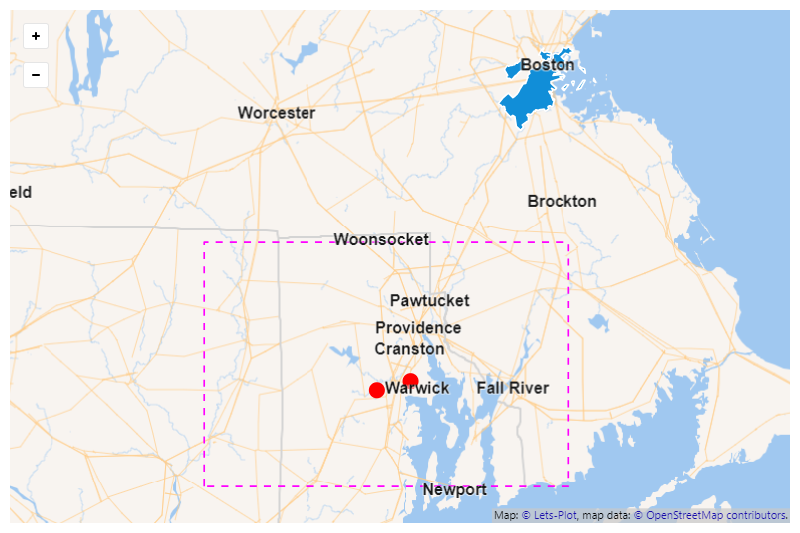 +
Boston
−
Worcester
eld
Brockton
Woonsocket
Pawtucket
Providence
Cranston
Warwick
Fall River
Newport
Map: © Lets-Plot, map data: © OpenStreetMap contributors.